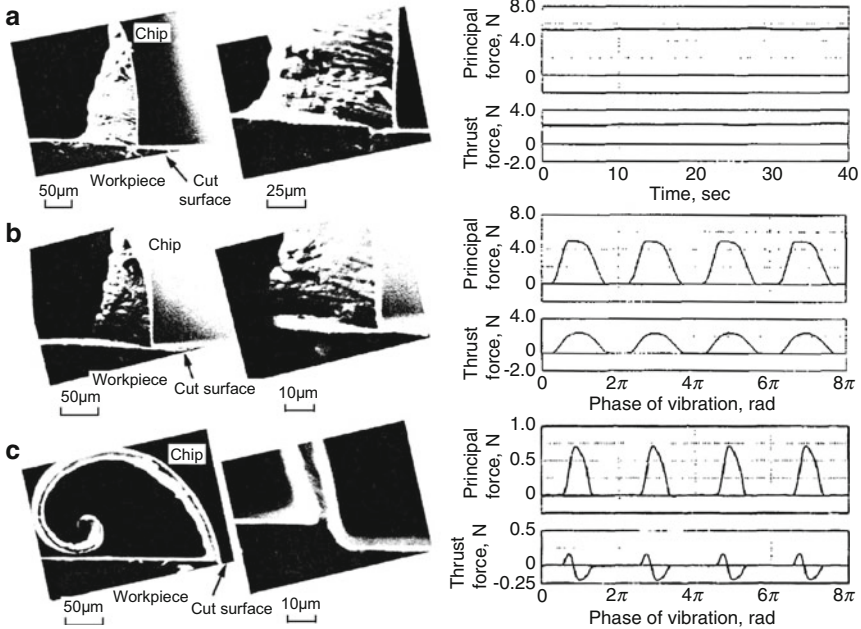 a
Chip
Workpiece
Cut surface
50μm
25μm
Principal force, N
8.0
4.0
0
Thrust force, N
4.0
0
-2.0
0
10
20
30
40
Time, sec
b
Chip
Workpiece
Cut surface
50μm
10μm
Principal force, N
8.0
4.0
0
Thrust force, N
4.0
0
-2.0
0
2π
4π
6π
8π
Phase of vibration, rad
c
Chip
Workpiece
Cut surface
50μm
10μm
Principal force, N
1.0
0.5
0
Thrust force, N
0.5
0
-0.25
0
2π
4π
6π
8π
Phase of vibration, rad